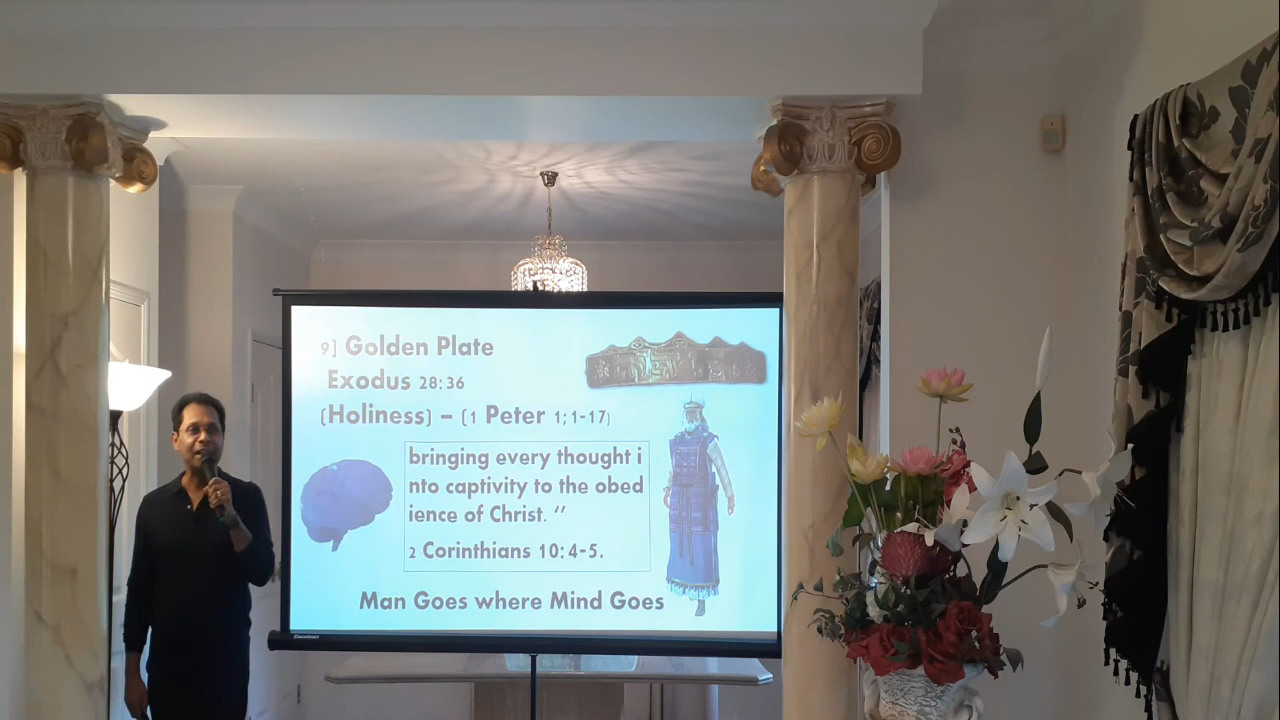 9] Golden Plate
Exodus 28:36
(Holiness) – (1 Peter 1;1-17)
bringing every thought i
nto captivity to the obed
ience of Christ. ‘’
2 Corinthians 10:4-5.
Man Goes where Mind Goes